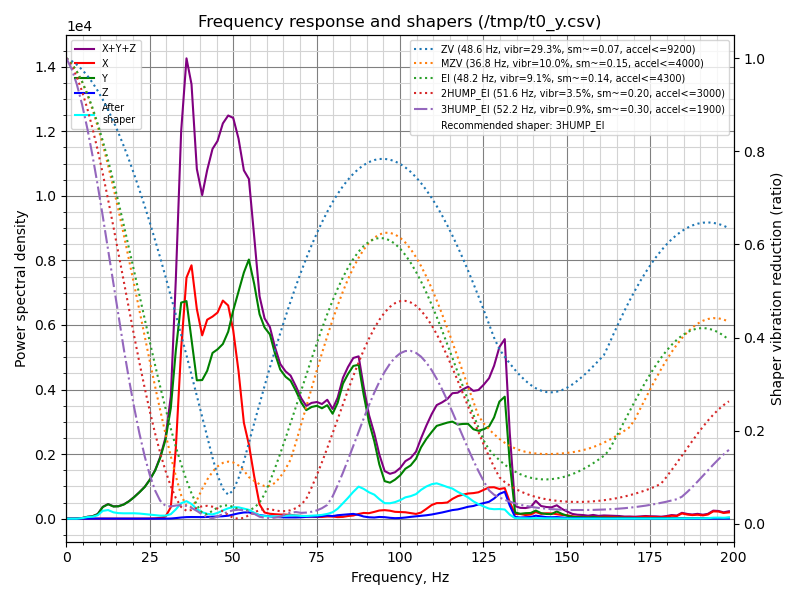 Frequency response and shapers (/tmp/t0_y.csv)
1e4
X+Y+Z
X
Y
Z
After
shaper
ZV (48.6 Hz, vibr=29.3%, sm~=0.07, accel<=9200)
MZV (36.8 Hz, vibr=10.0%, sm~=0.15, accel<=4000)
EI (48.2 Hz, vibr=9.1%, sm~=0.14, accel<=4300)
2HUMP_EI (51.6 Hz, vibr=3.5%, sm~=0.20, accel<=3000)
3HUMP_EI (52.2 Hz, vibr=0.9%, sm~=0.30, accel<=1900)
Recommended shaper: 3HUMP_EI
Power spectral density
1.4
1.2
1.0
0.8
0.6
0.4
0.2
0.0
1.0
0.8
0.6
0.4
0.2
0.0
Shaper vibration reduction (ratio)
0 25 50 75 100 125 150 175 200
Frequency, Hz